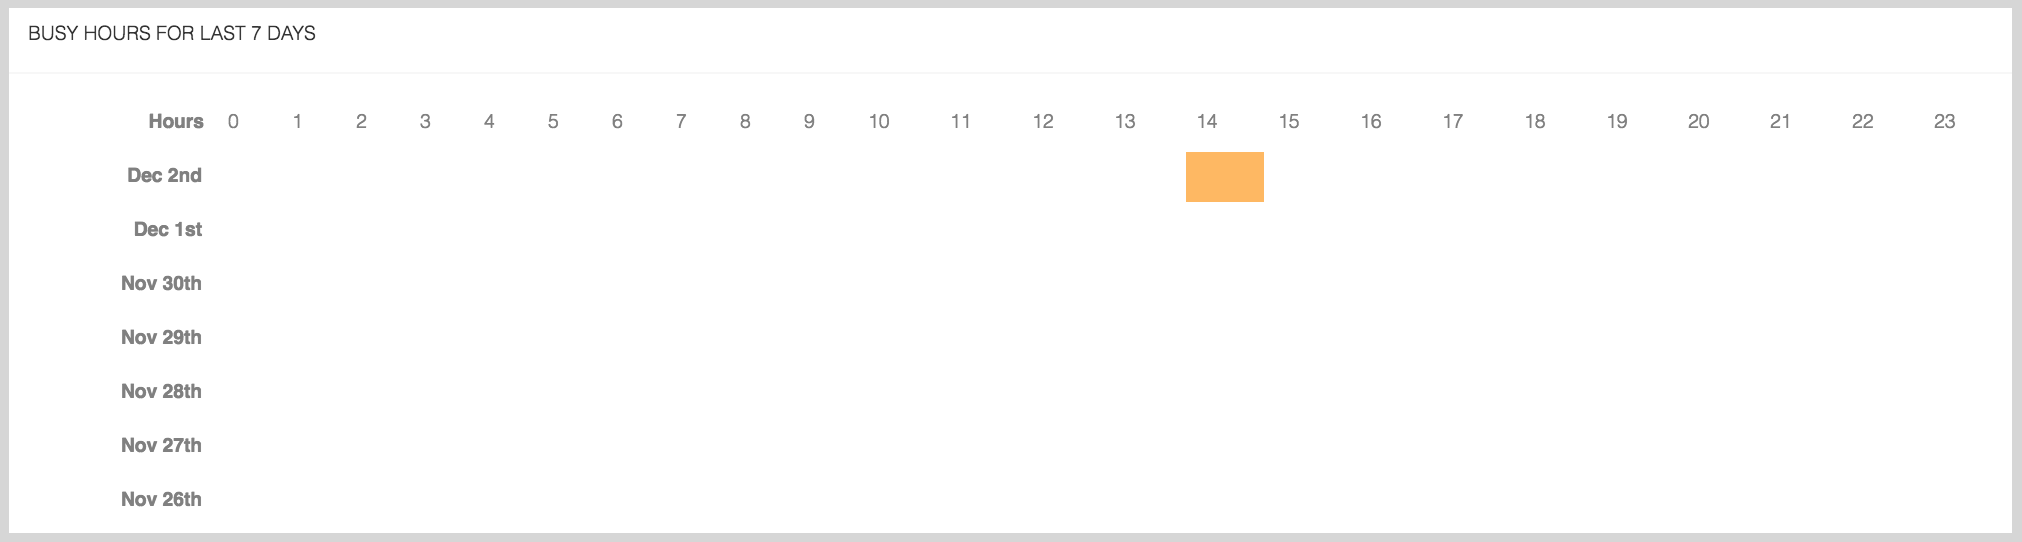 BUSY HOURS FOR LAST 7 DAYS
Hours 0 1 2 3 4 5 6 7 8 9 10 11 12 13 14 15 16 17 18 19 20 21 22 23
Dec 2nd
Dec 1st
Nov 30th
Nov 29th
Nov 28th
Nov 27th
Nov 26th